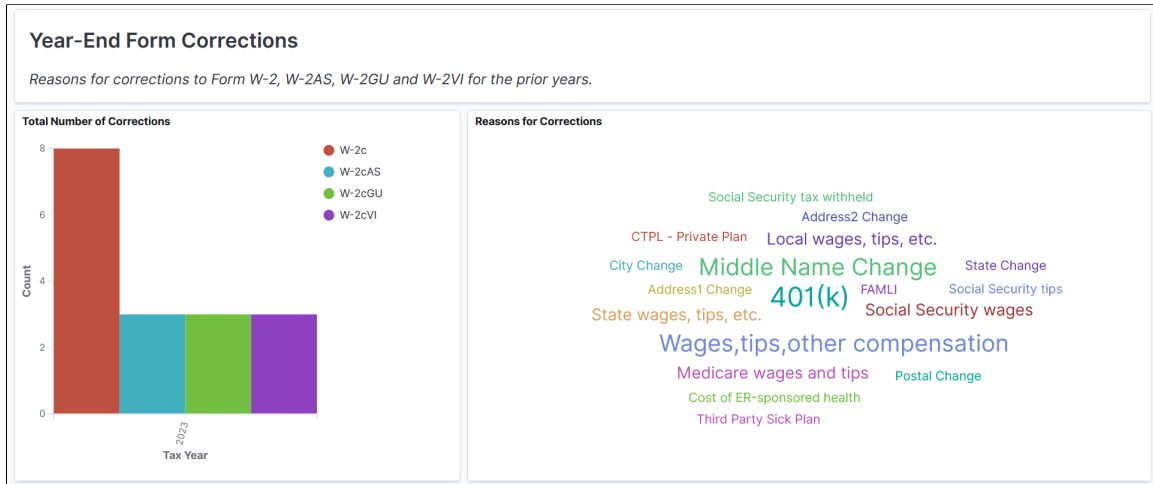 Year-End Form Corrections
Reasons for corrections to Form W-2, W-2AS, W-2GU and W-2VI for the prior years.
Total Number of Corrections
8
6
4
2
0
Count
2023
Tax Year
W-2c
W-2cAS
W-2cGU
W-2cVI
Reasons for Corrections
Social Security tax withheld
Address2 Change
CTPL - Private Plan
Local wages, tips, etc.
City Change
Middle Name Change
State Change
Address1 Change
401(k)
FAMLI
Social Security tips
State wages, tips, etc.
Social Security wages
Wages,tips,other compensation
Medicare wages and tips
Postal Change
Cost of ER-sponsored health
Third Party Sick Plan